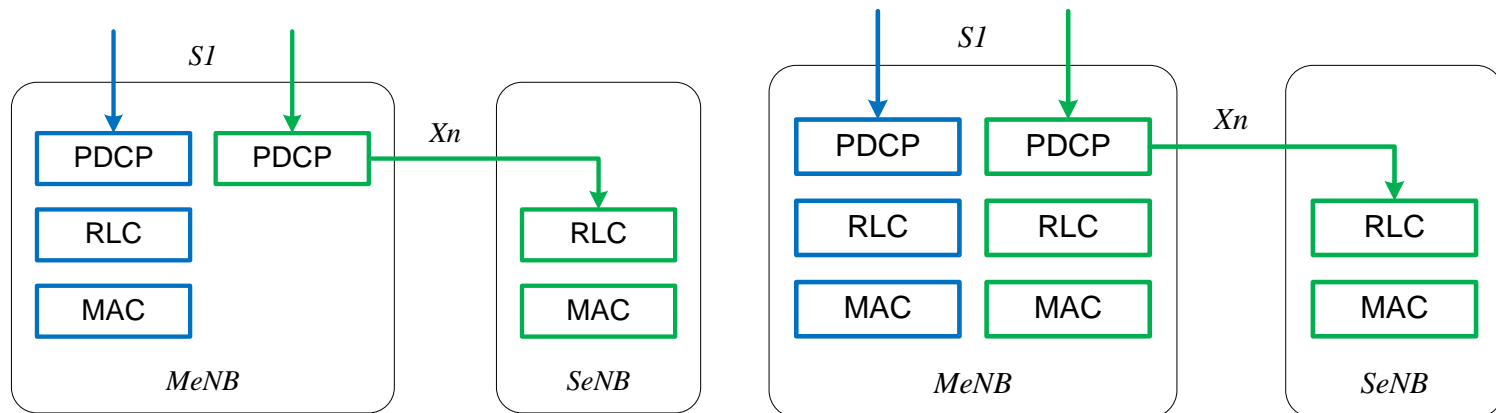 S1
PDCP
PDCP
Xn
RLC
RLC
MAC
MAC
MeNB
SeNB
S1
PDCP
PDCP
Xn
RLC
RLC
RLC
MAC
MAC
MAC
MeNB
SeNB